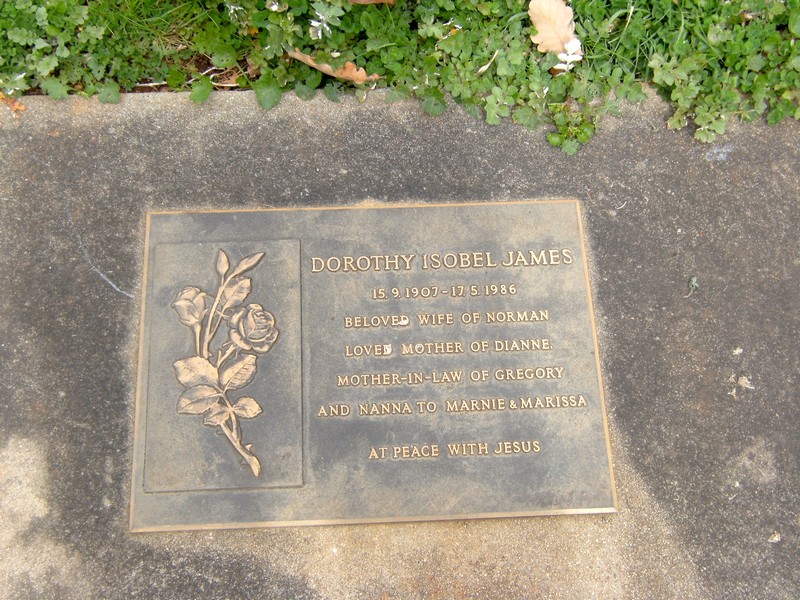 DOROTHY ISOBEL JAMES
15.9.1907-17.5.1986
BELOVED WIFE OF NORMAN
LOVED MOTHER OF DIANNE.
MOTHER-IN-LAW OF GREGORY
AND NANNA TO MARNIE & MARISSA
AT PEACE WITH JESUS